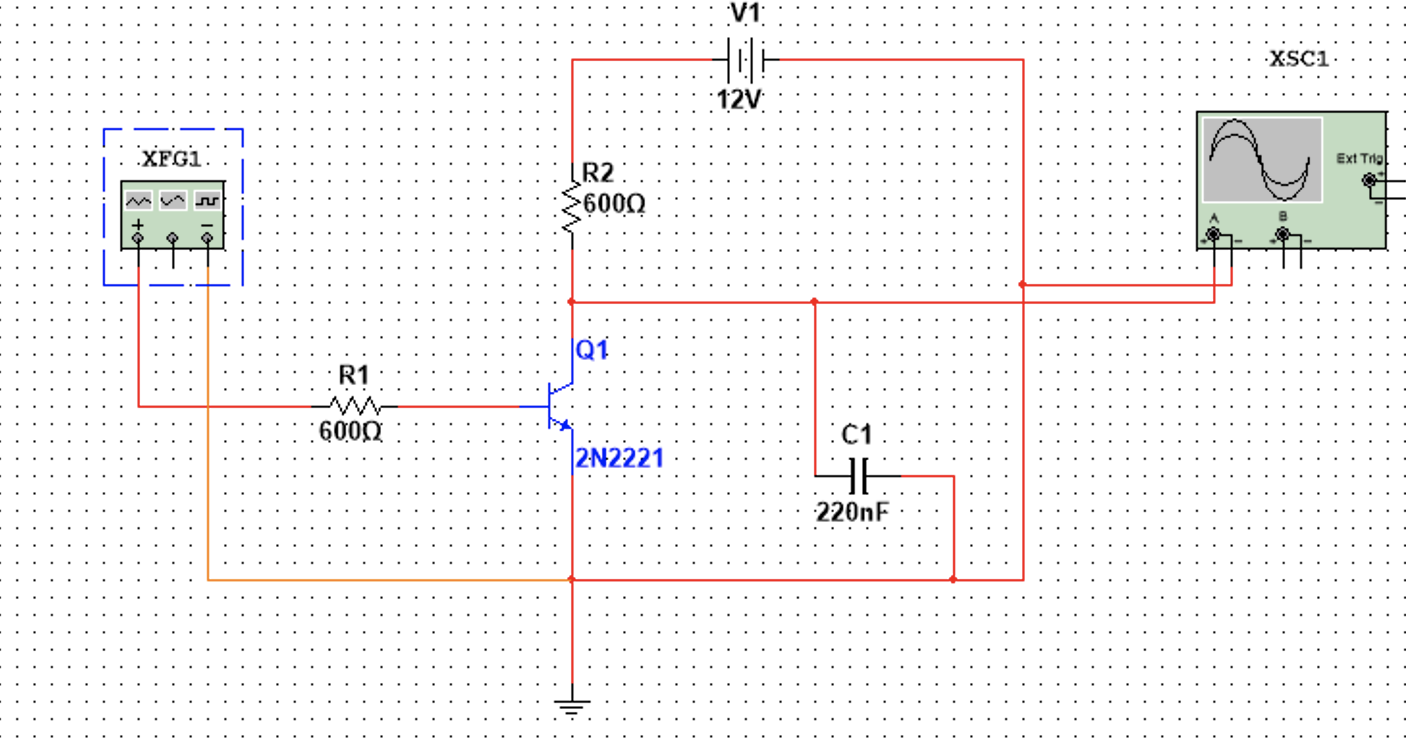 V1
12V
XSC1
Ext Trig
+
-
A
B
+
-
+
-
XFG1
+
-
R2
600Ω
Q1
2N2221
R1
600Ω
C1
220nF